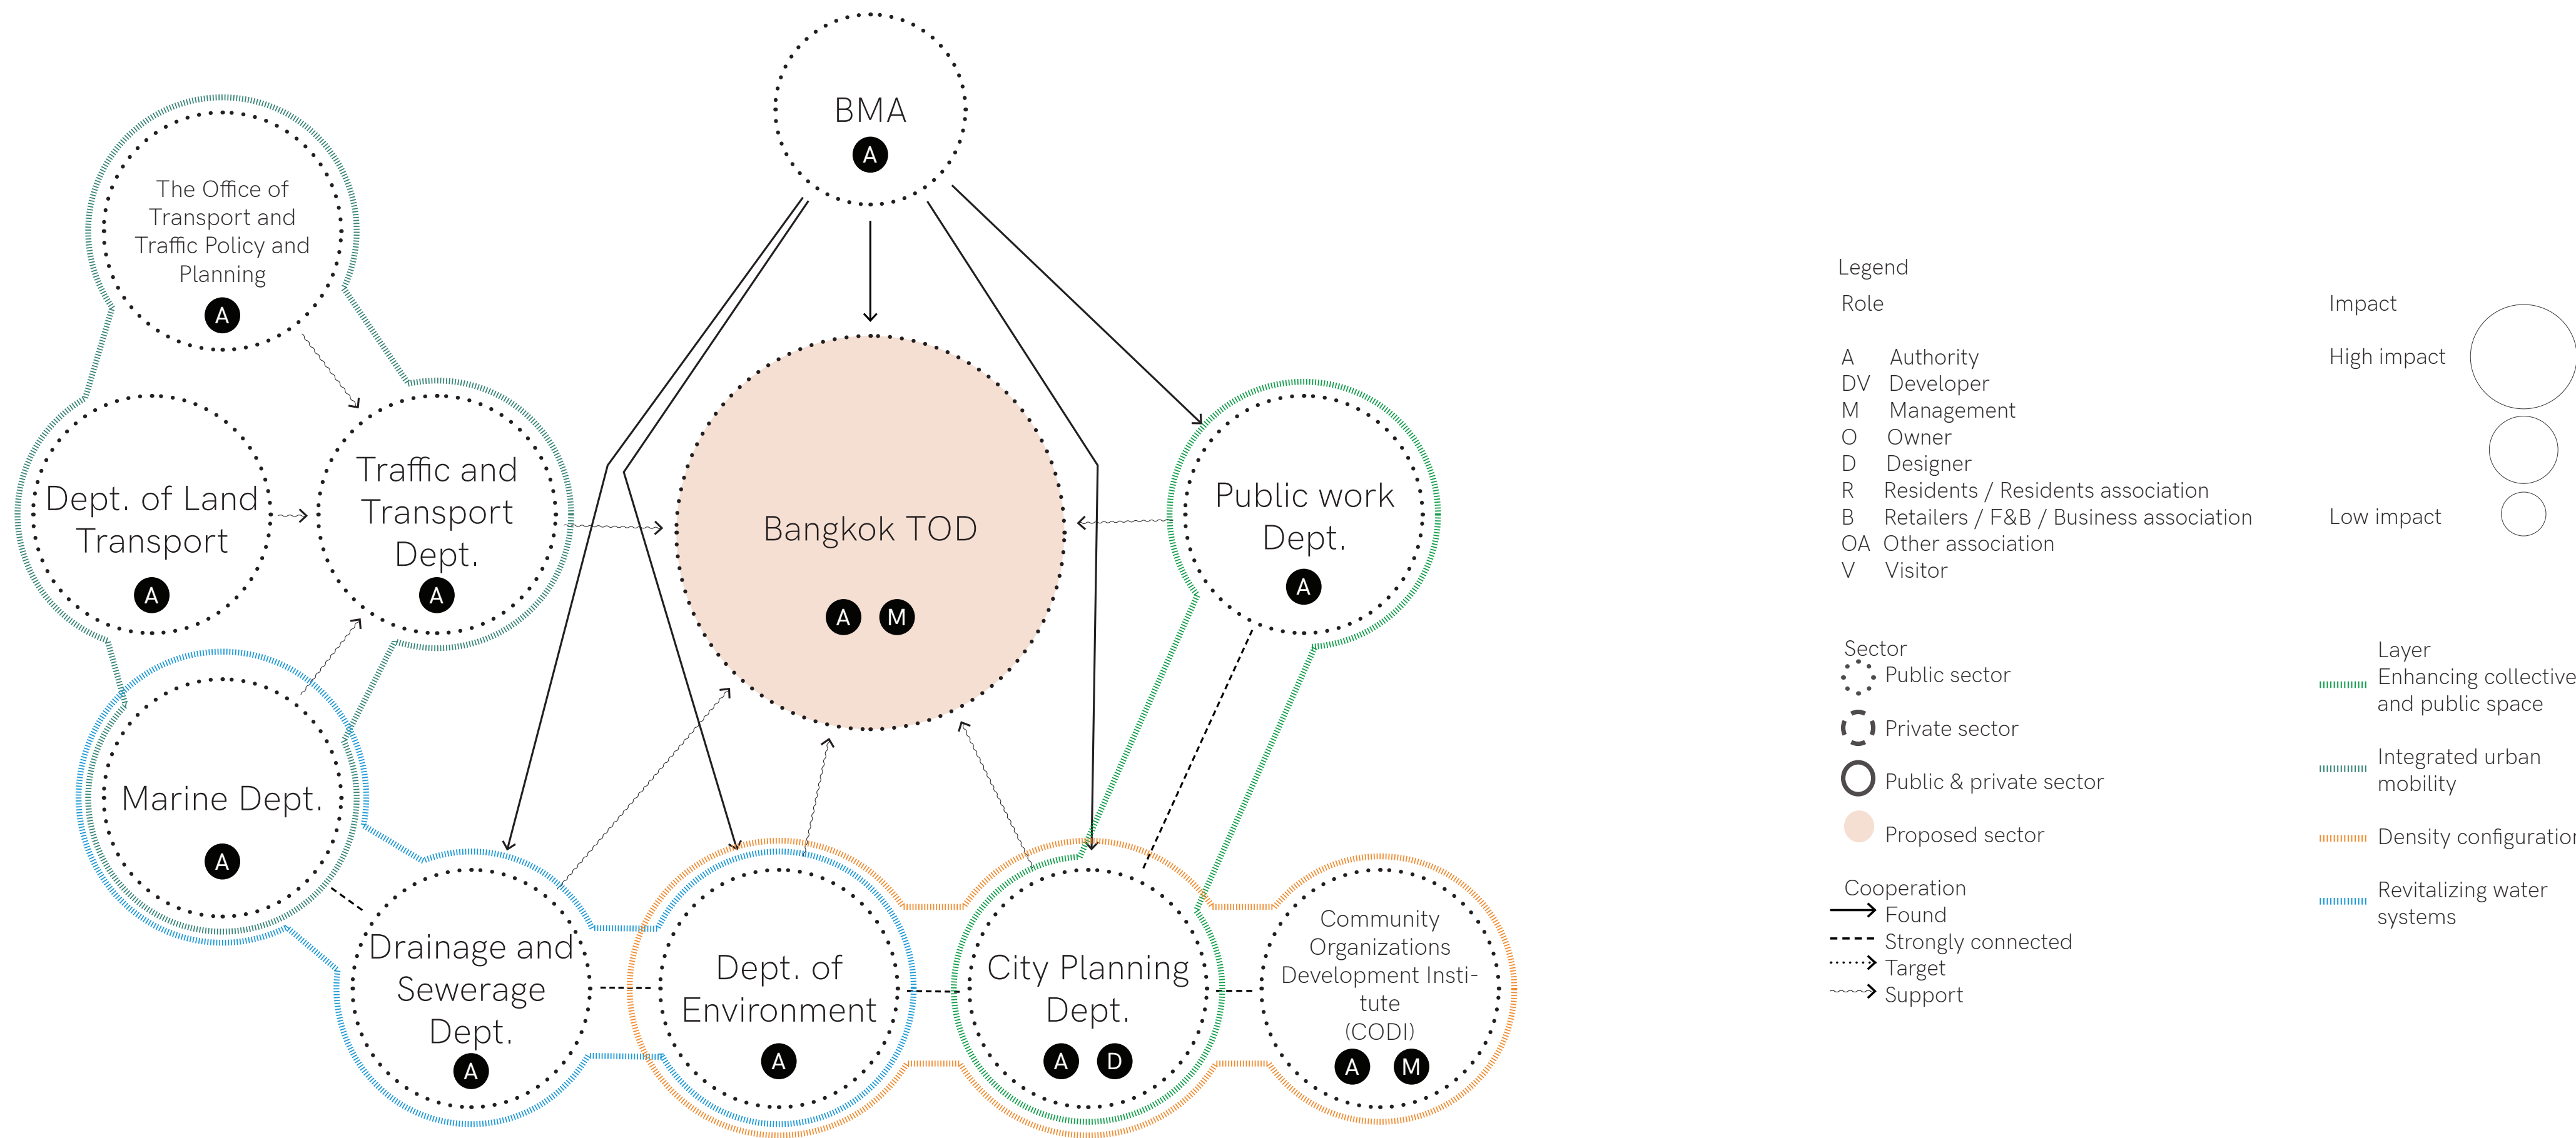 BMA
A
The Office of
Transport and
Traffic Policy and
Planning
A
Dept. of Land
Transport
A
Traffic and
Transport
Dept.
A
Bangkok TOD
A M
Public work
Dept.
A
Marine Dept.
A
Drainage and
Sewerage
Dept.
A
Dept. of
Environment
A
City Planning
Dept.
A D
Community
Organizations
Development Insti-
tute
(CODI)
A M
Legend
Role
A Authority
DV Developer
M Management
O Owner
D Designer
R Residents / Residents association
B Retailers / F&B / Business association
OA Other association
V Visitor
Impact
High impact
Low impact
Sector
Public sector
Private sector
Public & private sector
Proposed sector
Cooperation
Found
Strongly connected
Target
Support
Layer
Enhancing collective
and public space
Integrated urban
mobility
Density configuration
Revitalizing water
systems